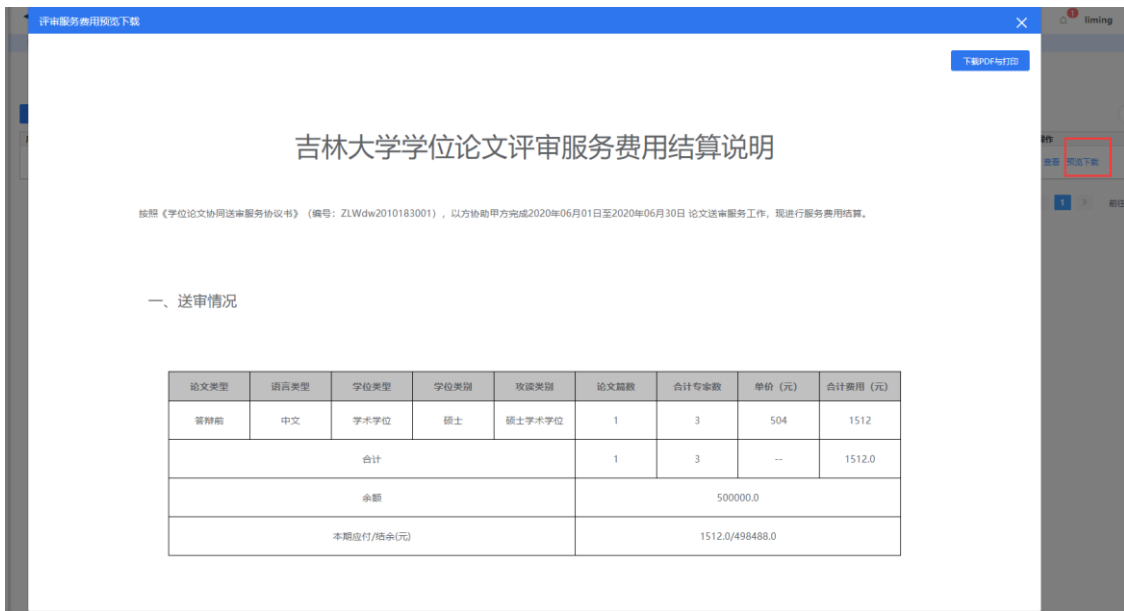 评审服务费用预览下载
1
liming
下载PDF与打印
吉林大学学位论文评审服务费用结算说明
查看 预览下载
按照《学位论文协同送审服务协议书》（编号：ZLWdw2010183001），以方协助甲方完成2020年06月01日至2020年06月30日 论文送审服务工作，现进行服务费用结算。
1 > 前往
一、送审情况
论文类型 语言类型 学位类型 学位类别 攻读类别 论文篇数 合计专家数 单价（元） 合计费用（元）
答辩前 中文 学术学位 硕士 硕士学术学位 1 3 504 1512
合计 1 3 -- 1512.0
余额 500000.0
本期应付/结余(元) 1512.0/498488.0